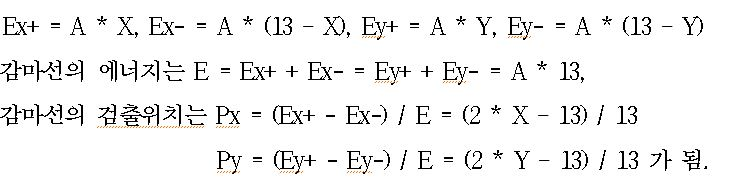 Ex+ = A * X, Ex- = A * (13 - X), Ey+ = A * Y, Ey- = A * (13 - Y)
감마선의 에너지는 E = Ex+ + Ex- = Ey+ + Ey- = A * 13,
감마선의 검출위치는 Px = (Ex+ - Ex-) / E = (2 * X - 13) / 13
Py = (Ey+ - Ey-) / E = (2 * Y - 13) / 13 가 됨.